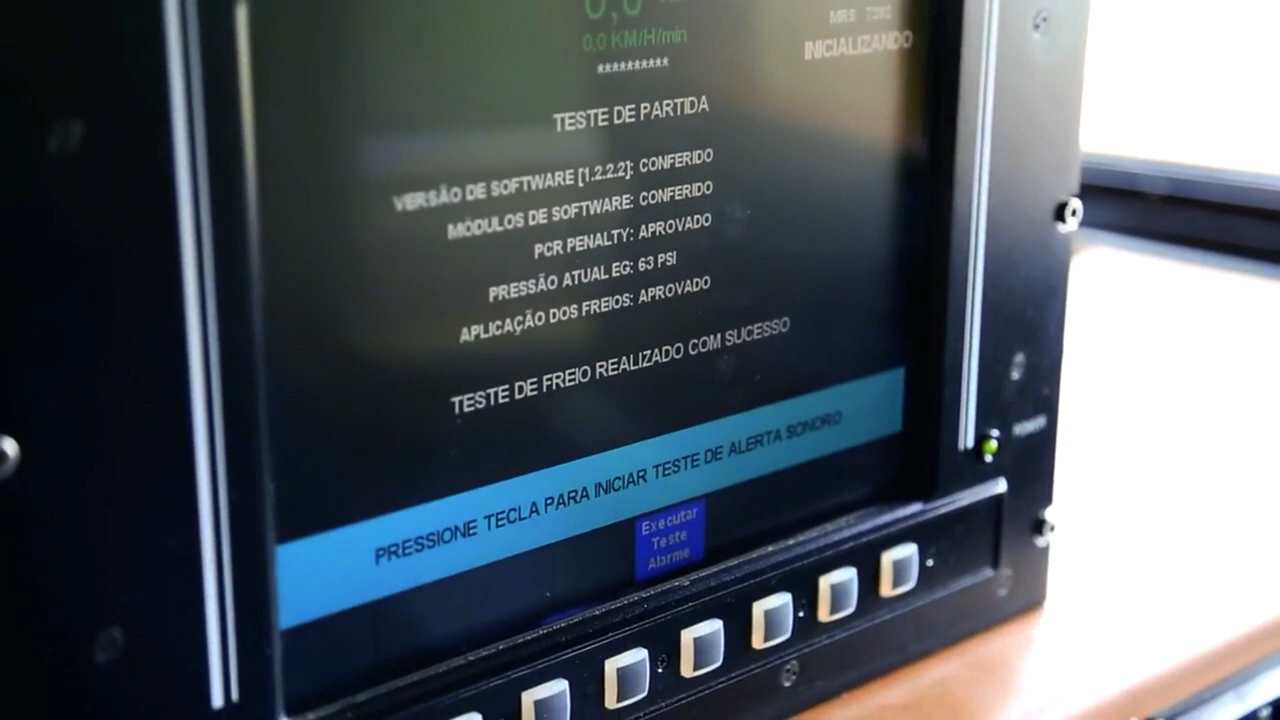 0,0
0.0 KM/H/min
**********
MRS 7202
INICIALIZANDO
TESTE DE PARTIDA
VERSÃO DE SOFTWARE [1.2.2.2]: CONFERIDO
MÓDULOS DE SOFTWARE: CONFERIDO
PCR PENALTY: APROVADO
PRESSÃO ATUAL EG: 63 PSI
APLICAÇÃO DOS FREIOS: APROVADO
TESTE DE FREIO REALIZADO COM SUCESSO
PRESSIONE TECLA PARA INICIAR TESTE DE ALERTA SONORO
Executar
Teste
Alarme
POWER